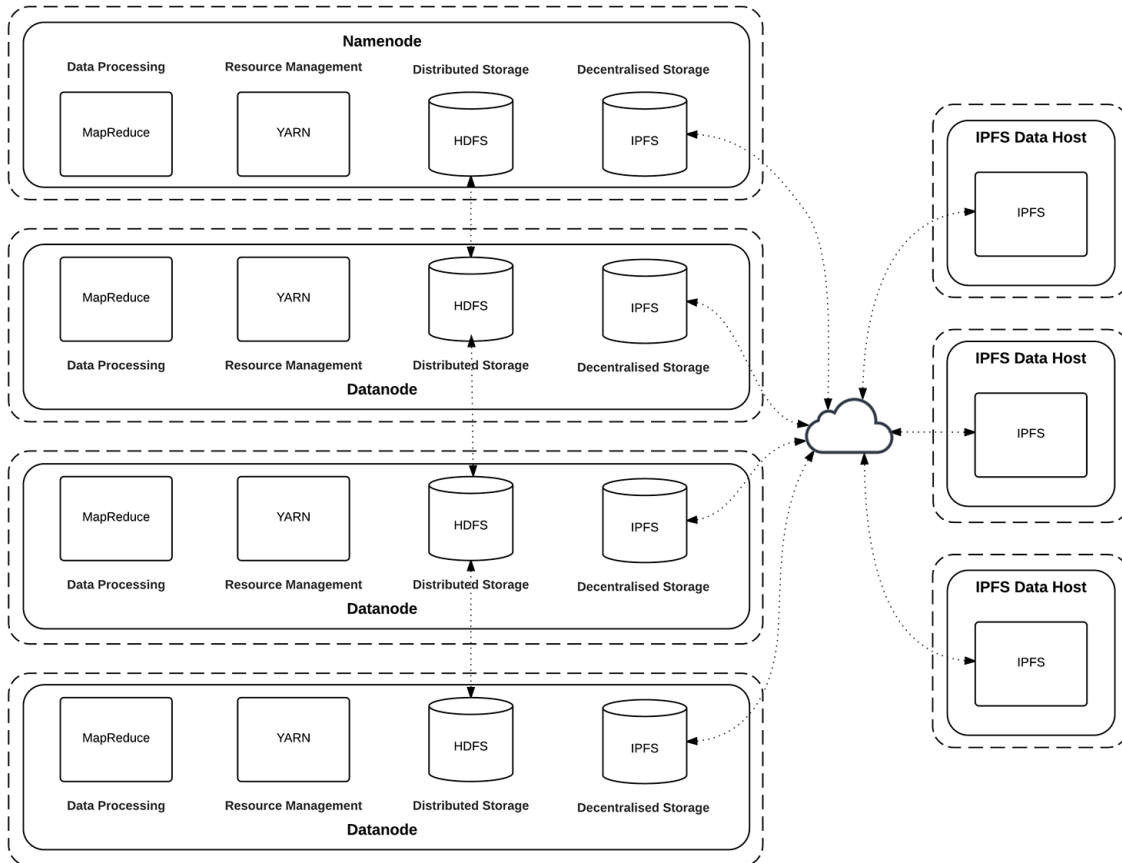 Namenode
Data Processing
Resource Management
Distributed Storage
Decentralised Storage
MapReduce
YARN
HDFS
IPFS
MapReduce
YARN
HDFS
IPFS
Data Processing
Resource Management
Distributed Storage
Decentralised Storage
Datanode
MapReduce
YARN
HDFS
IPFS
Data Processing
Resource Management
Distributed Storage
Decentralised Storage
Datanode
MapReduce
YARN
HDFS
IPFS
Data Processing
Resource Management
Distributed Storage
Decentralised Storage
Datanode
IPFS Data Host
IPFS
IPFS Data Host
IPFS
IPFS Data Host
IPFS